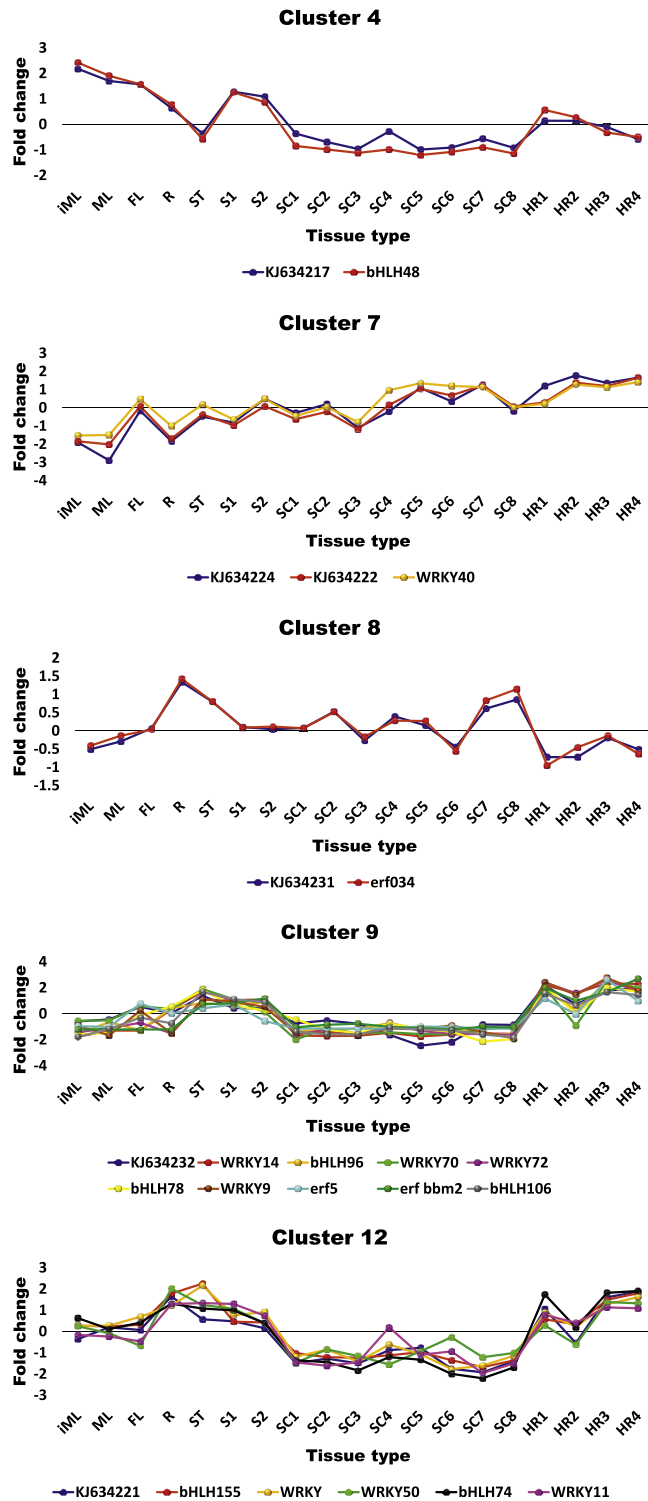 Cluster 4
3
2
1
0
-1
-2
Fold change
iML ML FL R ST S1 S2 SC1 SC2 SC3 SC4 SC5 SC6 SC7 SC8 HR1 HR2 HR3 HR4
Tissue type
KJ634217 bHLH48
Cluster 7
3
2
1
0
-1
-2
-3
-4
Fold change
iML ML FL R ST S1 S2 SC1 SC2 SC3 SC4 SC5 SC6 SC7 SC8 HR1 HR2 HR3 HR4
Tissue type
KJ634224 KJ634222 WRKY40
Cluster 8
2
1.5
1
0.5
0
-0.5
-1
-1.5
Fold change
iML ML FL R ST S1 S2 SC1 SC2 SC3 SC4 SC5 SC6 SC7 SC8 HR1 HR2 HR3 HR4
Tissue type
KJ634231 erf034
Cluster 9
4
2
0
-2
-4
Fold change
iML ML FL R ST S1 S2 SC1 SC2 SC3 SC4 SC5 SC6 SC7 SC8 HR1 HR2 HR3 HR4
Tissue type
KJ634232 WRKY14 bHLH96 WRKY70 WRKY72
bHLH78 WRKY9 erf5 erf bbm2 bHLH106
Cluster 12
3
2
1
0
-1
-2
-3
Fold change
iML ML FL R ST S1 S2 SC1 SC2 SC3 SC4 SC5 SC6 SC7 SC8 HR1 HR2 HR3 HR4
Tissue type
KJ634221 bHLH155 WRKY WRKY50 bHLH74 WRKY11